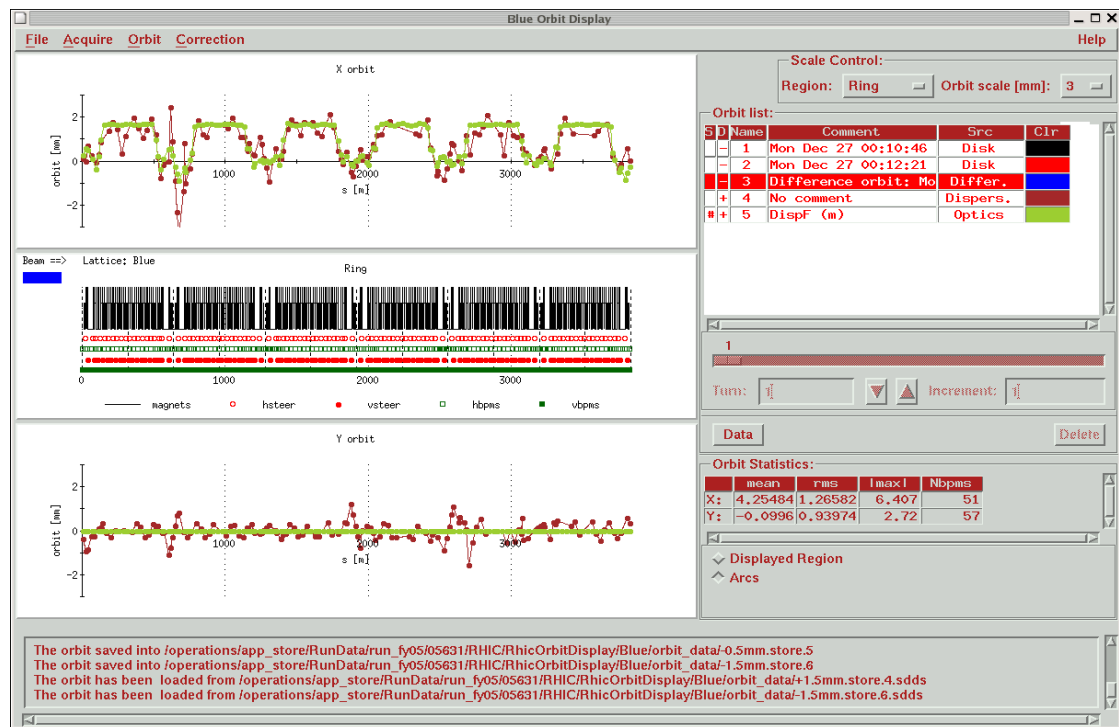 Blue Orbit Display
File Acquire Orbit Correction Help
X orbit
orbit [mm]
2
0
-2
1000 2000 3000
s [m]
Beam ==> Lattice: Blue
Ring
0 1000 2000 3000
magnets hsteer vsteer hbpms vbpms
Y orbit
orbit [mm]
2
0
-2
1000 2000 3000
s [m]
Scale Control:
Region: Ring Orbit scale [mm]: 3
Orbit list:
S D Name Comment Src Clr
- 1 Mon Dec 27 00:10:46 Disk
- 2 Mon Dec 27 00:12:21 Disk
- 3 Difference orbit: Mo Differ.
+ 4 No comment Dispers.
# + 5 DispF (m) Optics
1
Turn: 1 Increment: 1
Data Delete
Orbit Statistics:
mean rms |max| Nbpms
X: 4.25484 1.26582 6.407 51
Y: -0.0996 0.93974 2.72 57
Displayed Region
Arcs
The orbit saved into /operations/app_store/RunData/run_fy05/05631/RHIC/RhicOrbitDisplay/Blue/orbit_data/-0.5mm.store.5
The orbit saved into /operations/app_store/RunData/run_fy05/05631/RHIC/RhicOrbitDisplay/Blue/orbit_data/-1.5mm.store.6
The orbit has been loaded from /operations/app_store/RunData/run_fy05/05631/RHIC/RhicOrbitDisplay/Blue/orbit_data/+1.5mm.store.4.sdds
The orbit has been loaded from /operations/app_store/RunData/run_fy05/05631/RHIC/RhicOrbitDisplay/Blue/orbit_data/-1.5mm.store.6.sdds